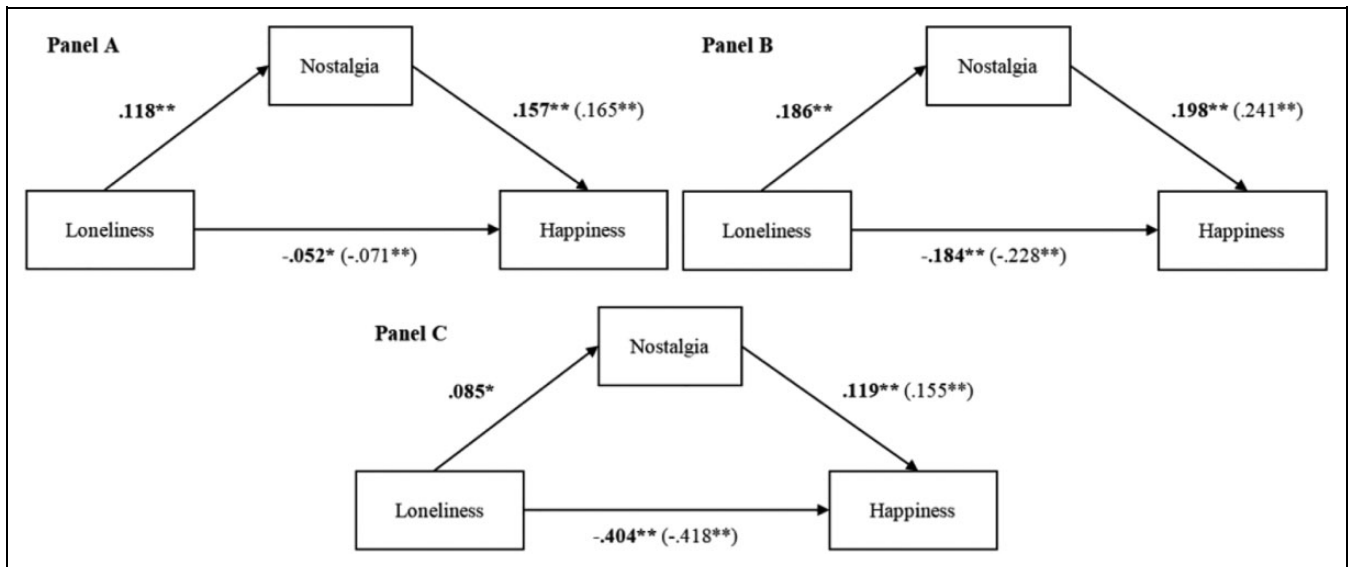 Panel A
Nostalgia
.118**
.157** (.165**)
Loneliness
Happiness
-.052* (-.071**)
Panel B
Nostalgia
.186**
.198** (.241**)
Loneliness
Happiness
-.184** (-.228**)
Panel C
Nostalgia
.085*
.119** (.155**)
Loneliness
Happiness
-.404** (-.418**)